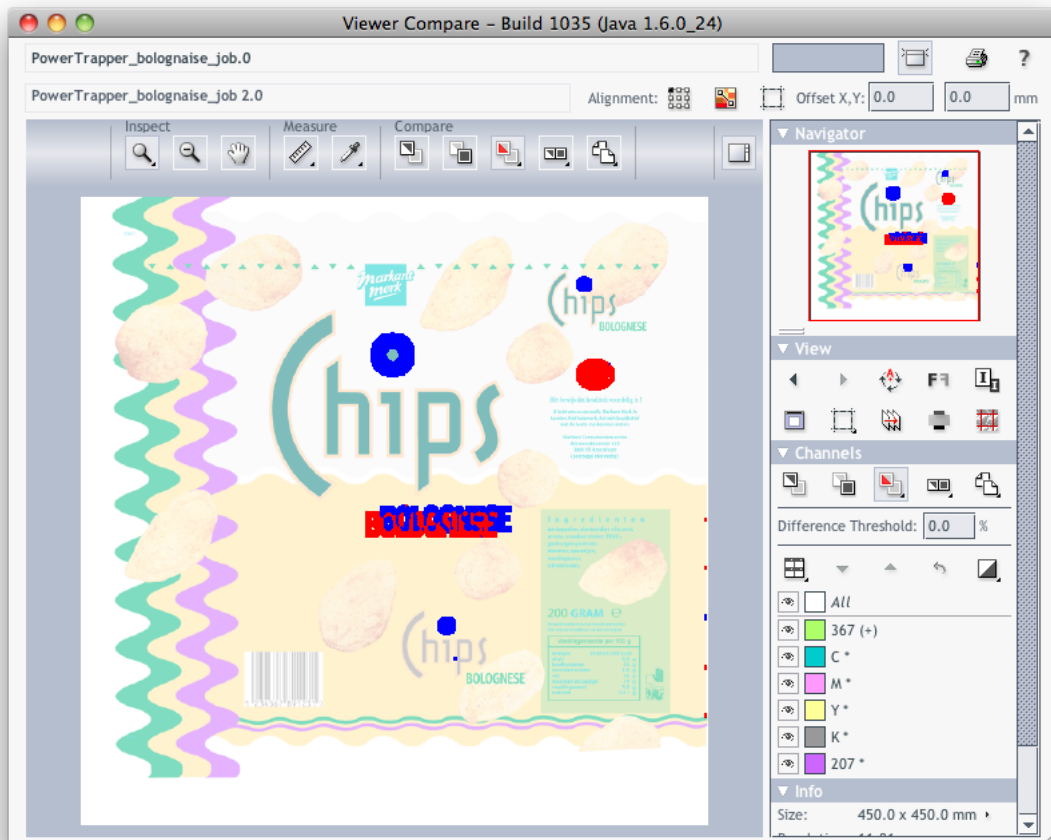 Viewer Compare – Build 1035 (Java 1.6.0_24)
PowerTrapper_bolognaise_job.0
?
PowerTrapper_bolognaise_job 2.0
Alignment:
Offset X,Y: 0.0 0.0 mm
Inspect Measure Compare
Navigator
markant
merk
Chips
BOLOGNESE
Chips
BOLOGNESE
Ingredienten
200 GRAM ℮
Chips
BOLOGNESE
View
Channels
Difference Threshold: 0.0 %
All
367 (+)
C *
M *
Y *
K *
207 *
Info
Size: 450.0 x 450.0 mm